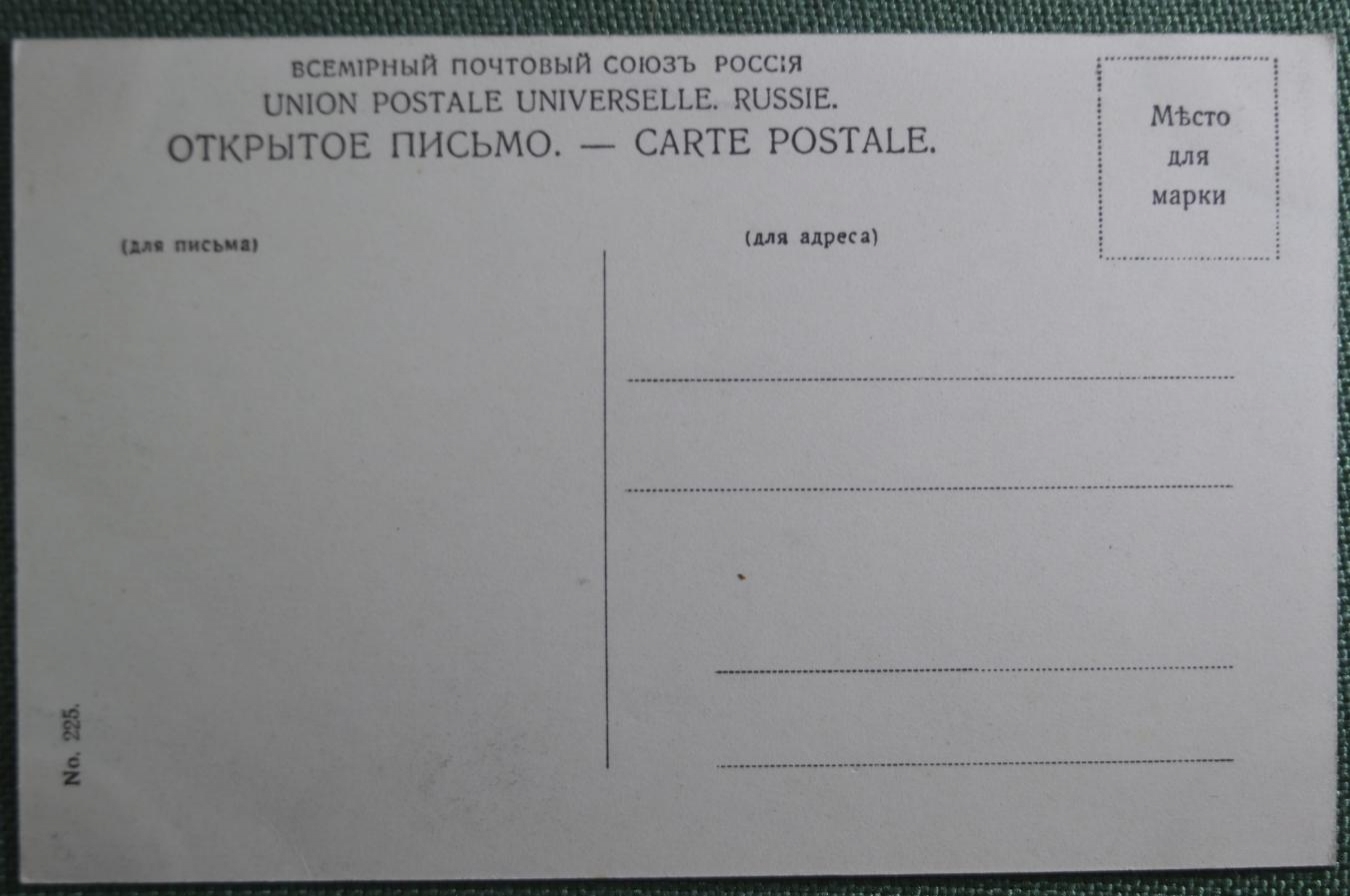 ВСЕМІРНЫЙ ПОЧТОВЫЙ СОЮЗЪ РОССІЯ
UNION POSTALE UNIVERSELLE. RUSSIE.
ОТКРЫТОЕ ПИСЬМО. — CARTE POSTALE.
Мѣсто
для
марки
(для письма)
(для адреса)
No. 225.